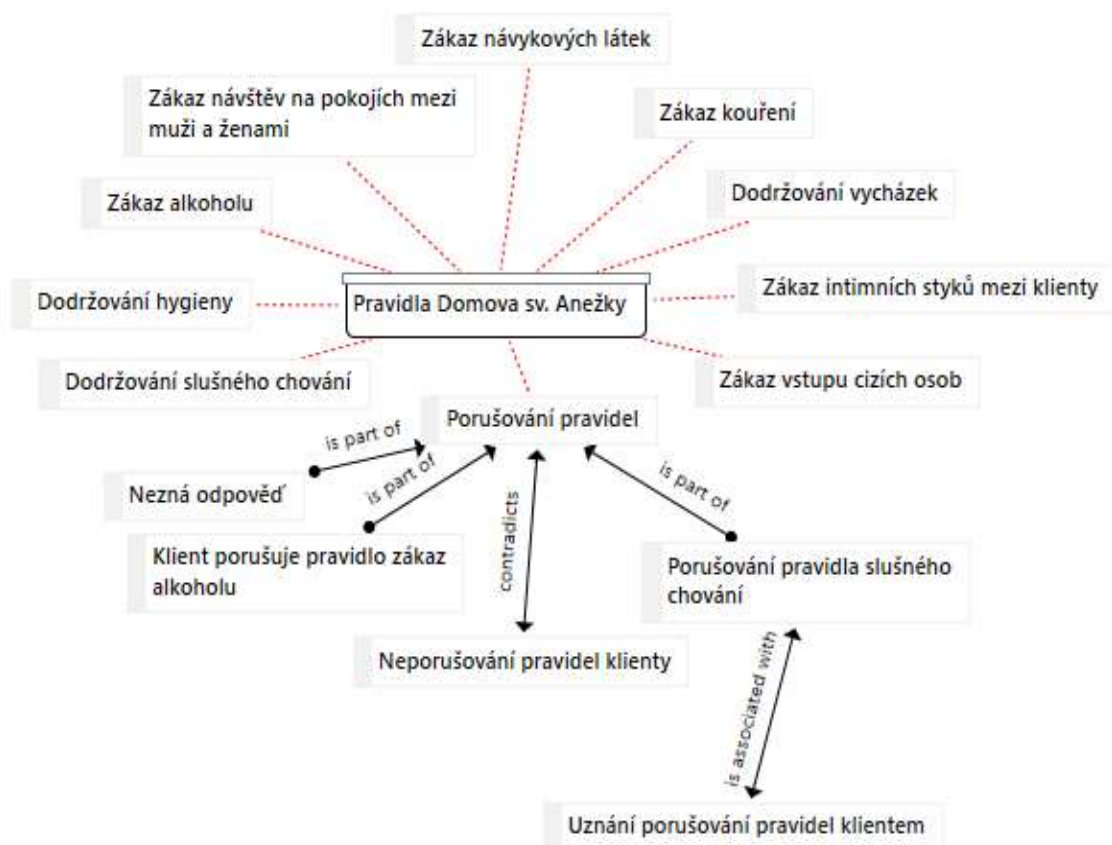 Zákaz návykových látek
Zákaz návštěv na pokojích mezi
muži a ženami
Zákaz kouření
Zákaz alkoholu
Dodržování vycházek
Dodržování hygieny
Pravidla Domova sv. Anežky
Zákaz intimních styků mezi klienty
Dodržování slušného chování
Zákaz vstupu cizích osob
Porušování pravidel
is part of
Nezná odpověď
is part of
Klient porušuje pravidlo zákaz
alkoholu
contradicts
is part of
Porušování pravidla slušného
chování
Neporušování pravidel klienty
is associated with
Uznání porušování pravidel klientem